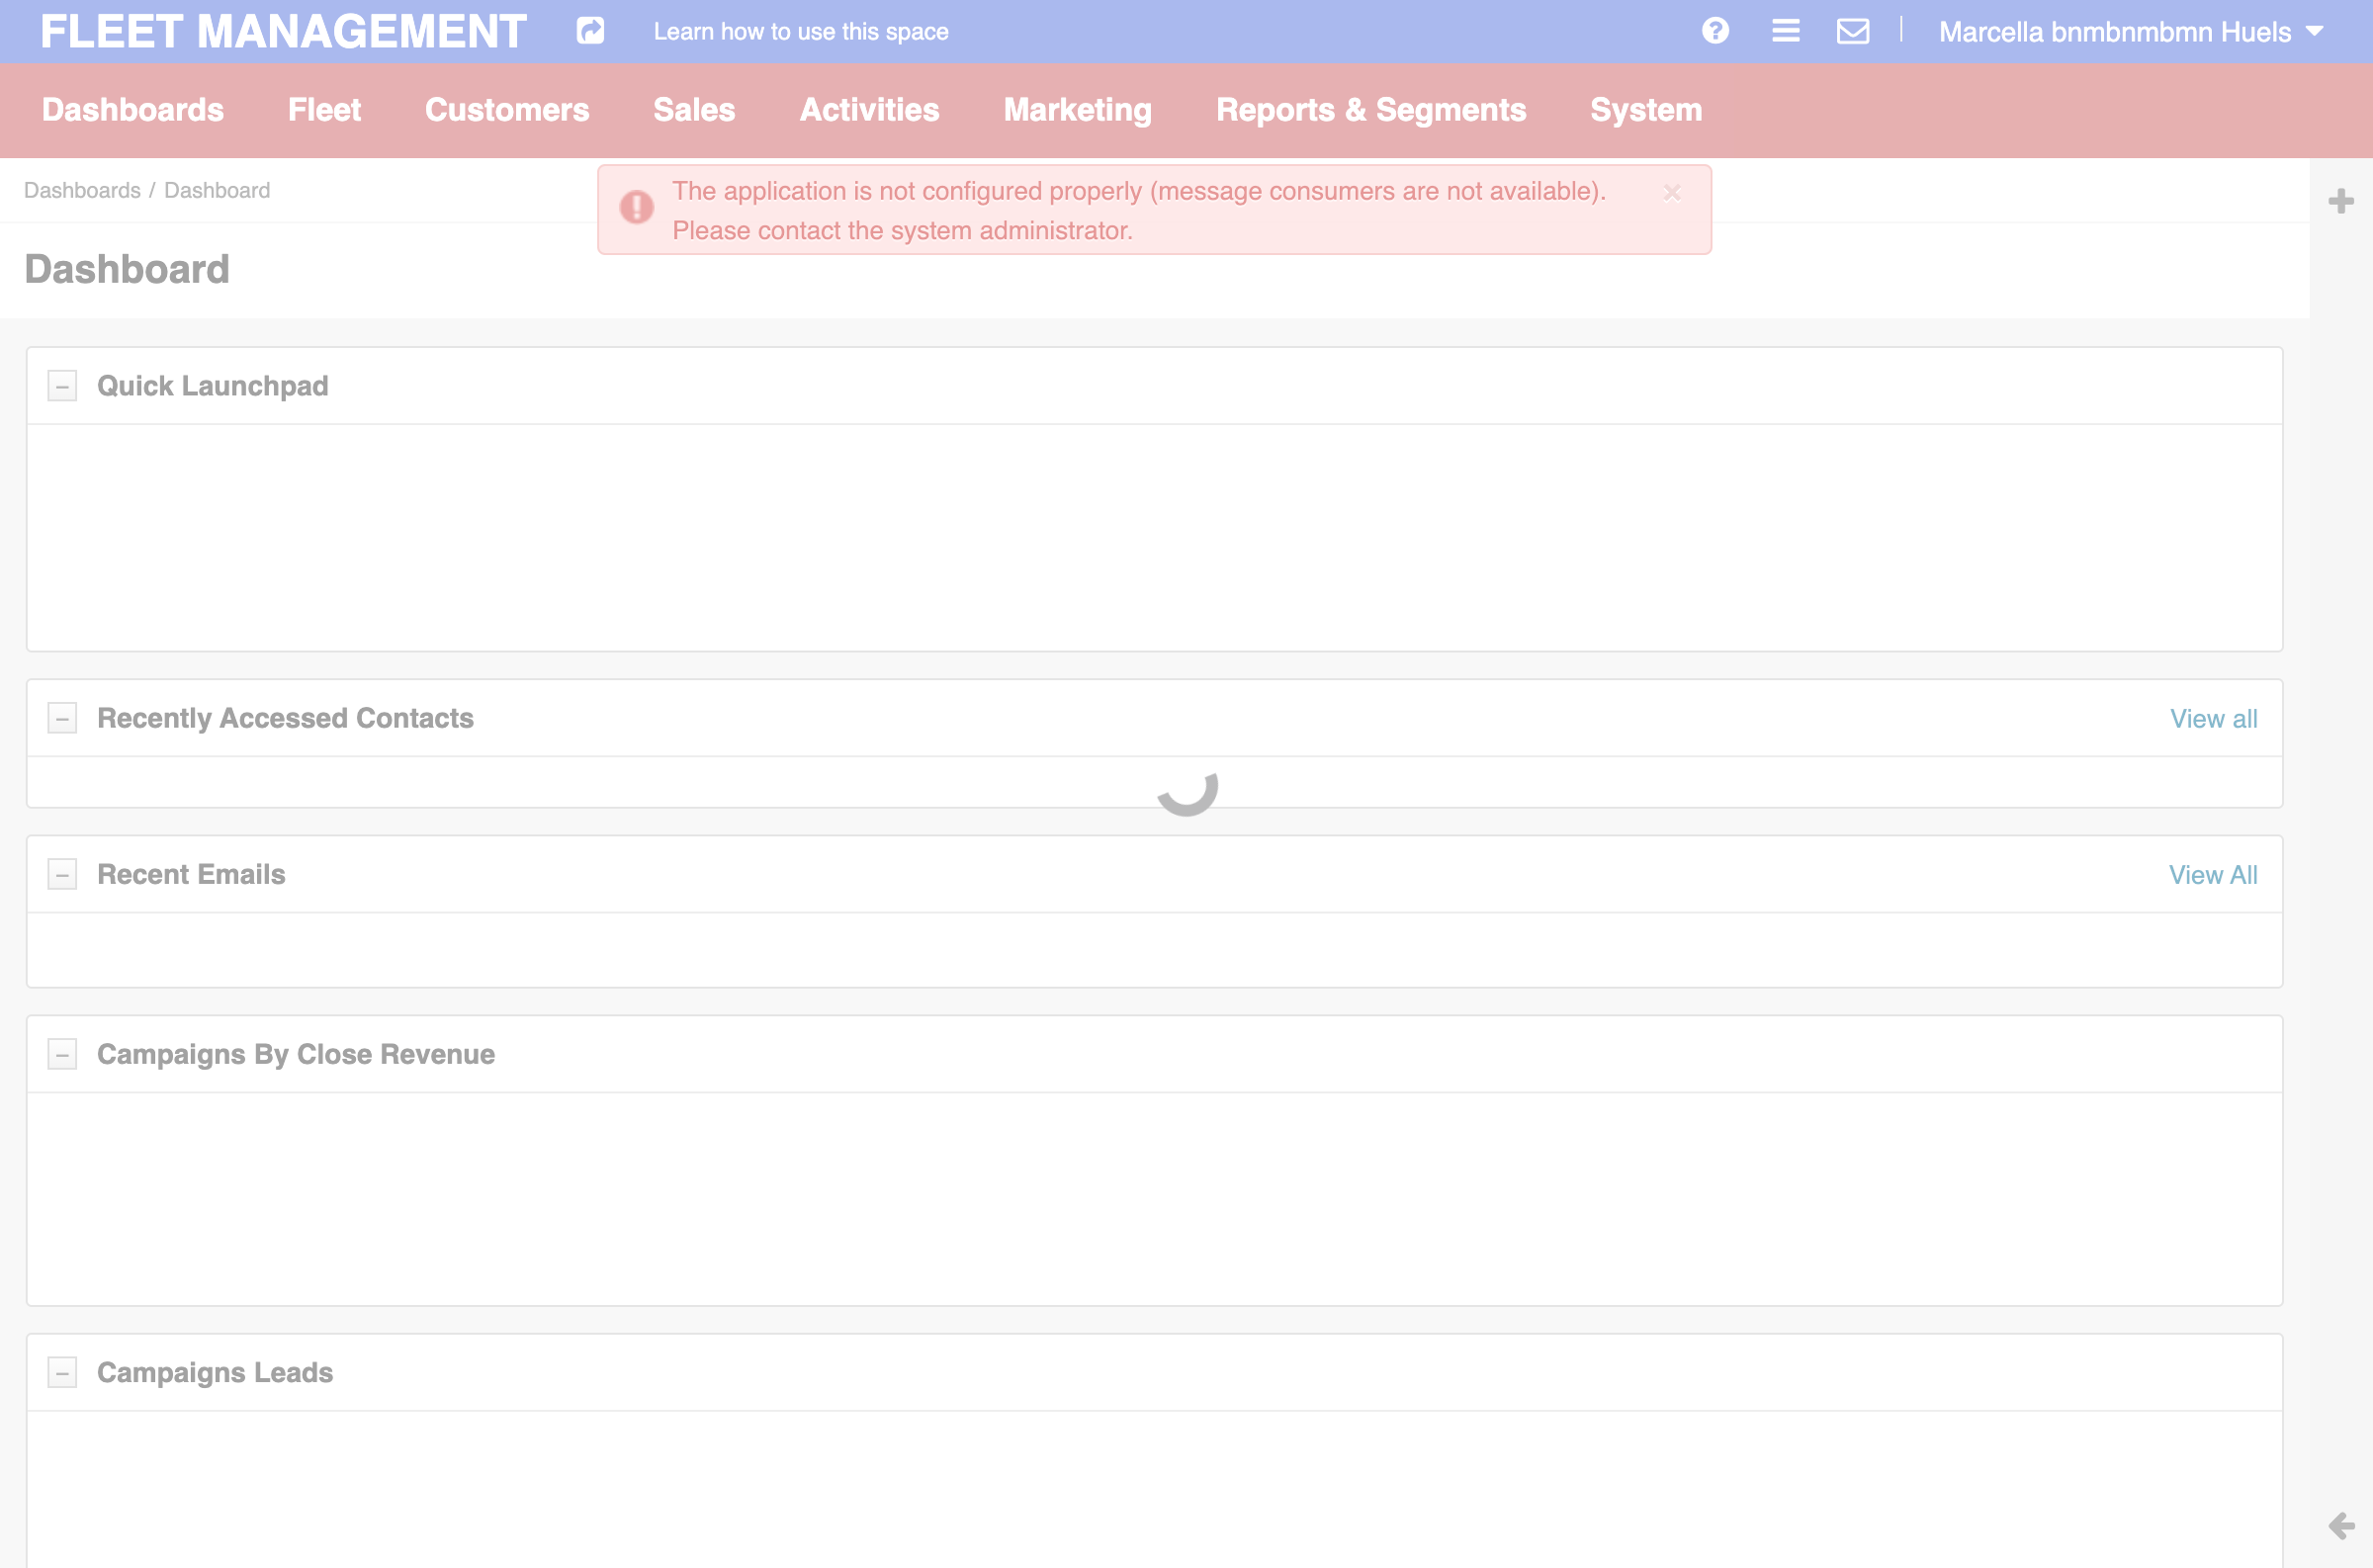 FLEET MANAGEMENT
Learn how to use this space
Marcella bnmbnmbmn Huels
Dashboards
Fleet
Customers
Sales
Activities
Marketing
Reports & Segments
System
Dashboards / Dashboard
The application is not configured properly (message consumers are not available).
Please contact the system administrator.
Dashboard
Quick Launchpad
Recently Accessed Contacts
View all
Recent Emails
View All
Campaigns By Close Revenue
Campaigns Leads